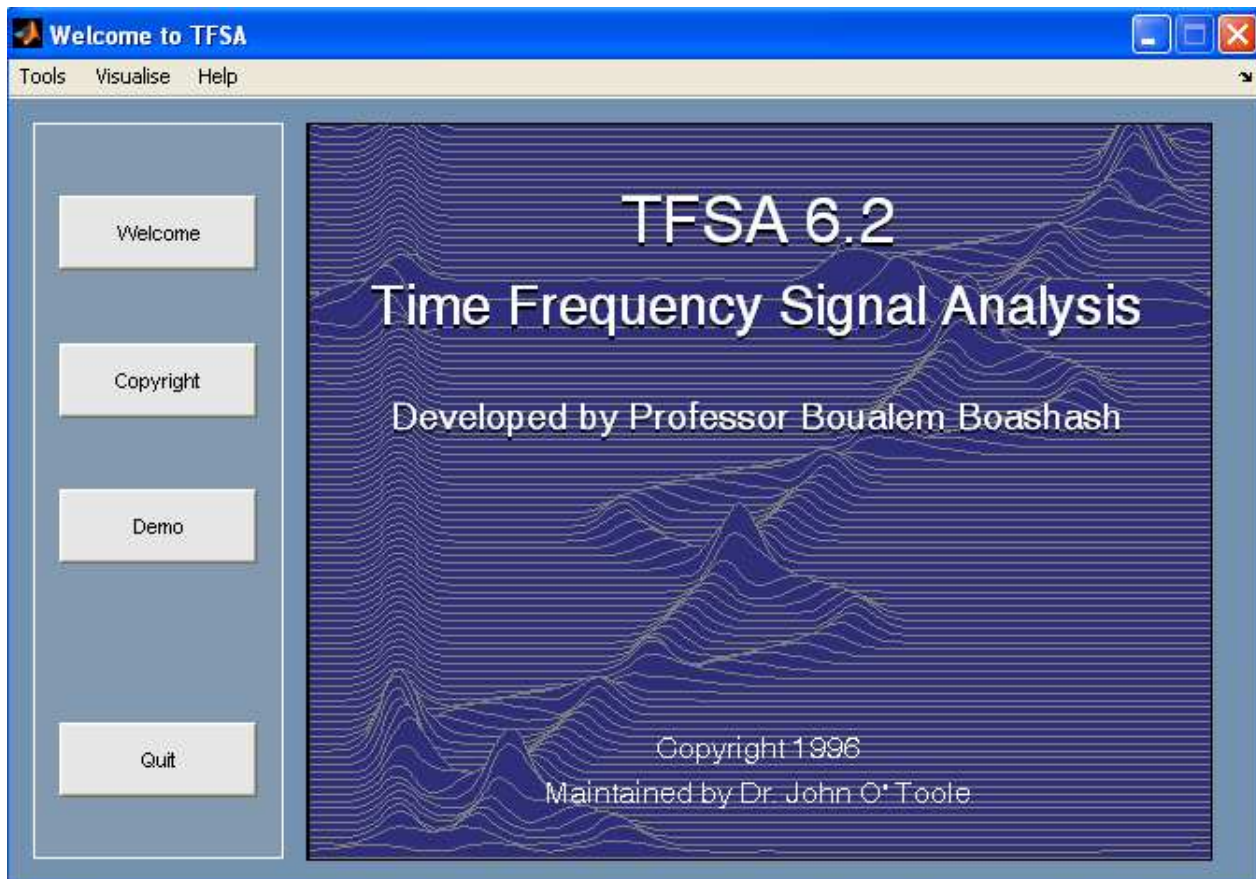 Welcome to TFSA
Tools Visualise Help
Welcome
Copyright
Demo
Quit
TFSA 6.2
Time Frequency Signal Analysis
Developed by Professor Boualem Boashash
Copyright 1996
Maintained by Dr. John O' Toole